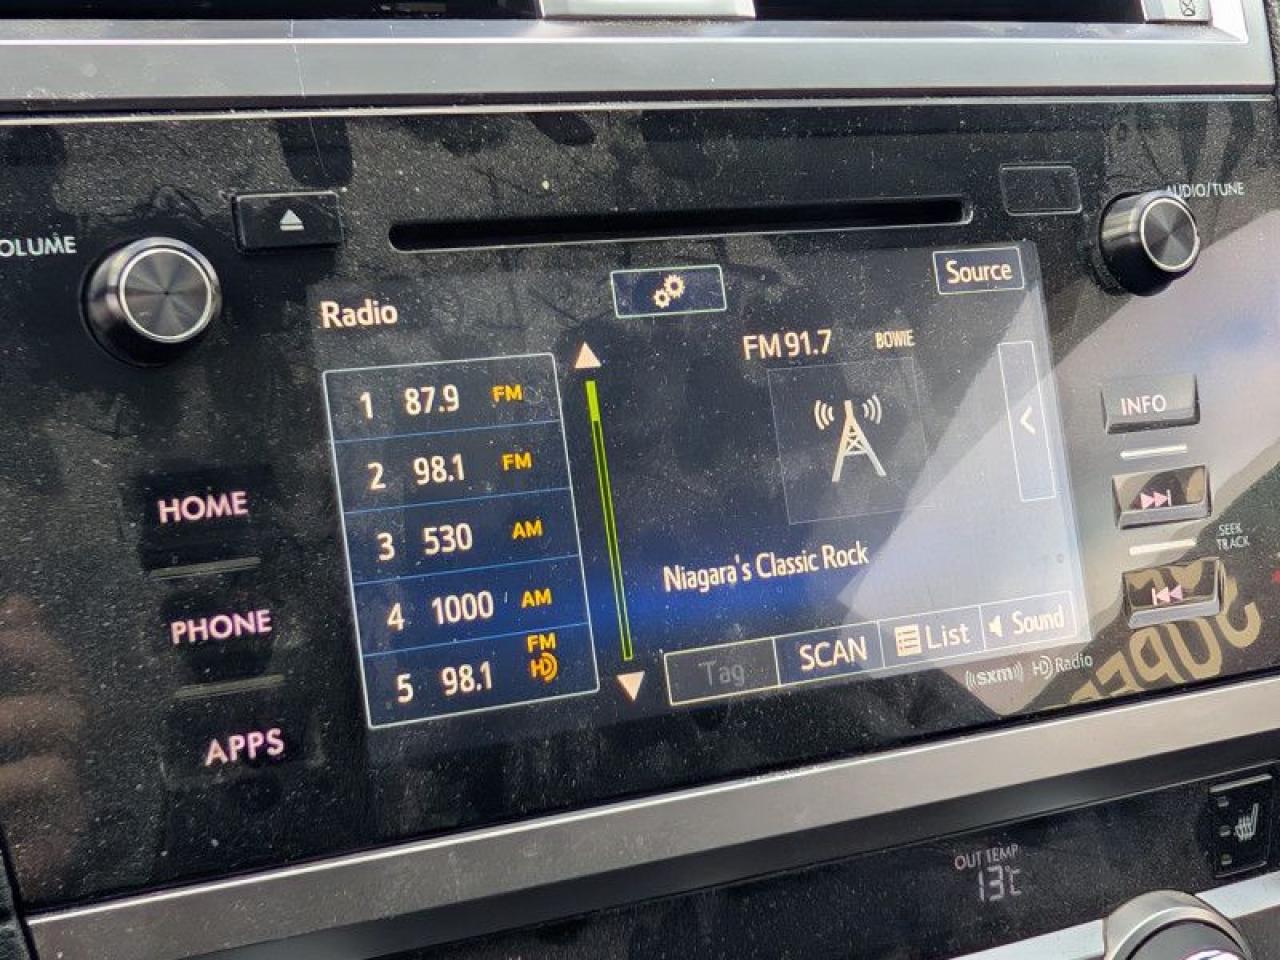 OLUME
AUDIO/TUNE
Radio
Source
FM 91.7 BOWIE
1 87.9 FM
2 98.1 FM
3 530 AM
4 1000 AM
5 98.1 FM HD
<
Niagara's Classic Rock
Tag SCAN List Sound
((sxm)) HD Radio
HOME
PHONE
APPS
INFO
SEEK
TRACK
OUT TEMP
13℃